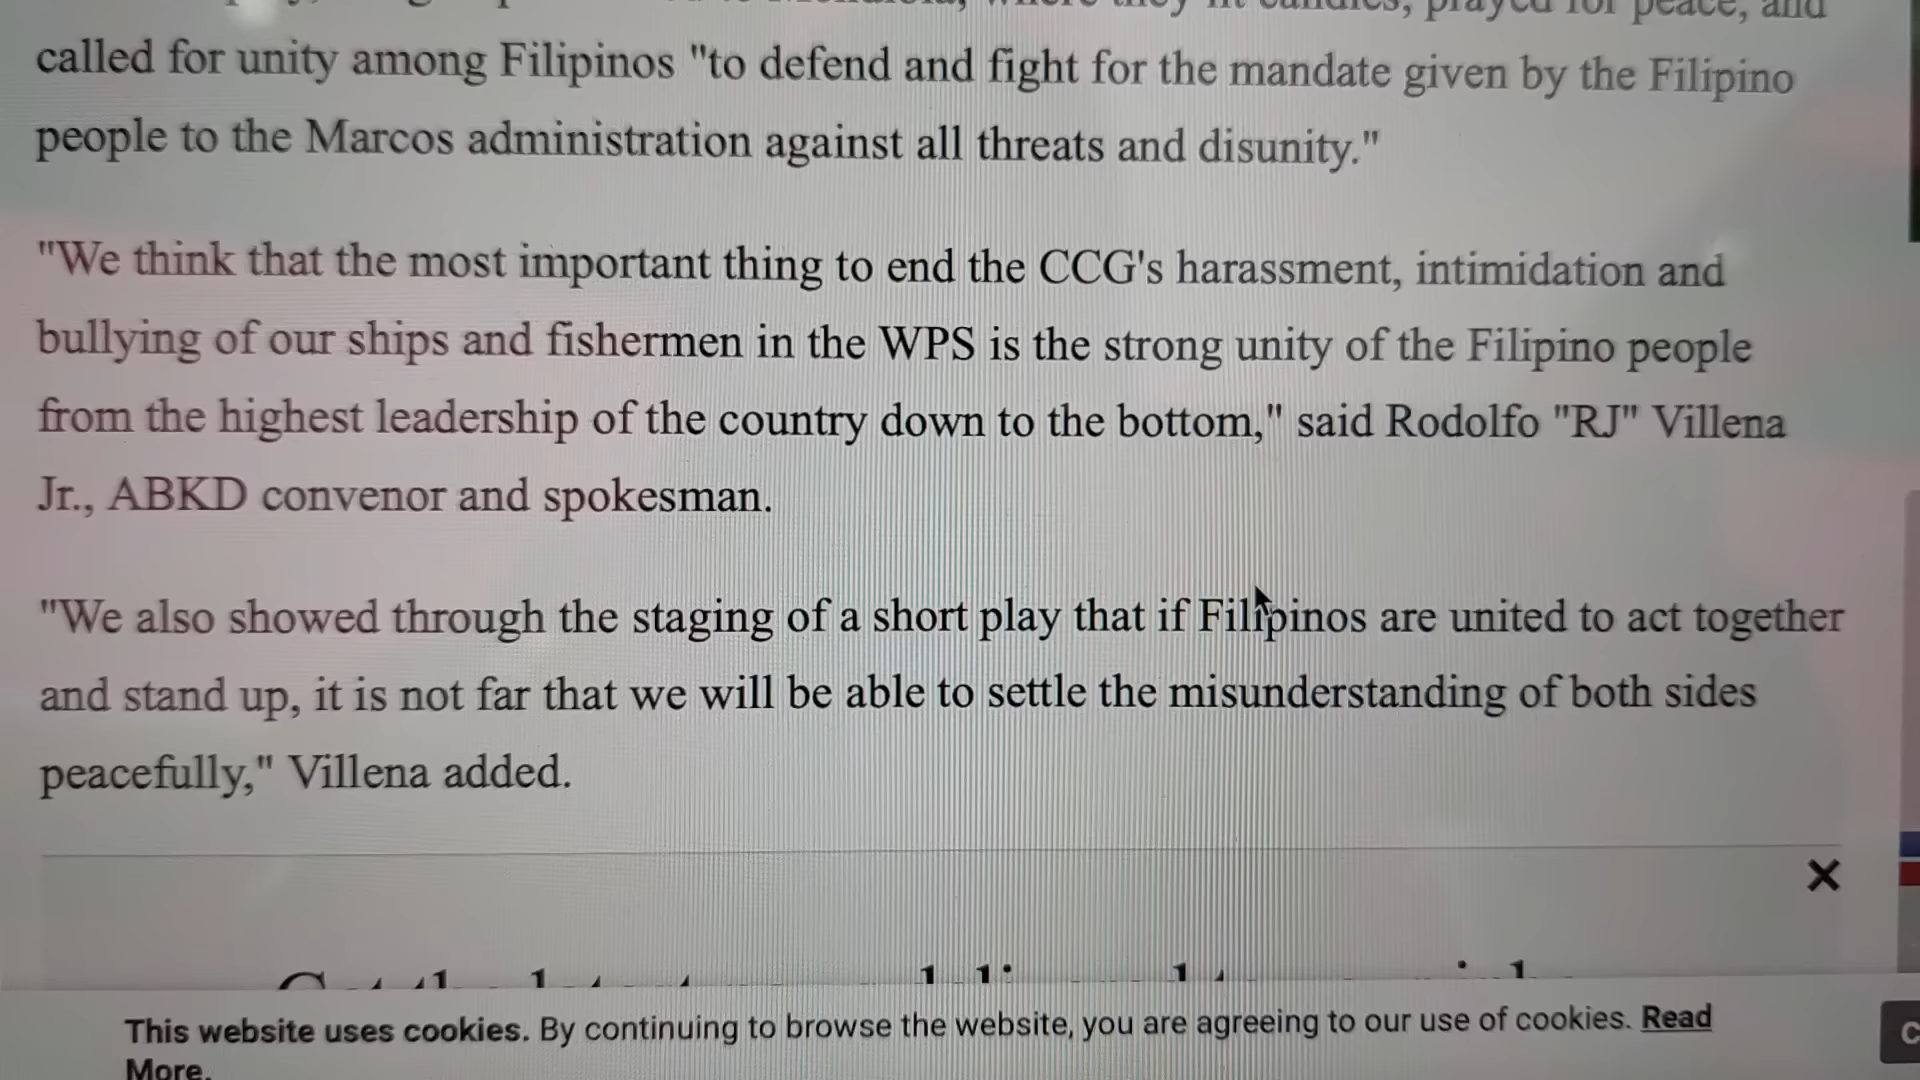 called for unity among Filipinos "to defend and fight for the mandate given by the Filipino
people to the Marcos administration against all threats and disunity."
"We think that the most important thing to end the CCG's harassment, intimidation and
bullying of our ships and fishermen in the WPS is the strong unity of the Filipino people
from the highest leadership of the country down to the bottom," said Rodolfo "RJ" Villena
Jr., ABKD convenor and spokesman.
"We also showed through the staging of a short play that if Filipinos are united to act together
and stand up, it is not far that we will be able to settle the misunderstanding of both sides
peacefully," Villena added.
This website uses cookies. By continuing to browse the website, you are agreeing to our use of cookies. Read
More.